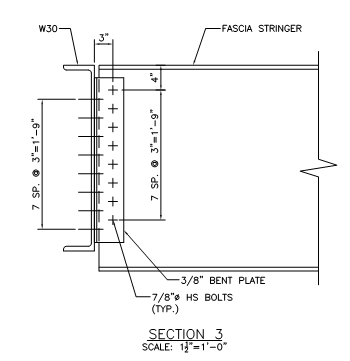 W30
3"
FASCIA STRINGER
4"
7 SP. @ 3"=1'-9"
7 SP. @ 3"=1'-9"
3/8" BENT PLATE
7/8"ø HS BOLTS
(TYP.)
SECTION 3
SCALE: 1½"=1'-0"